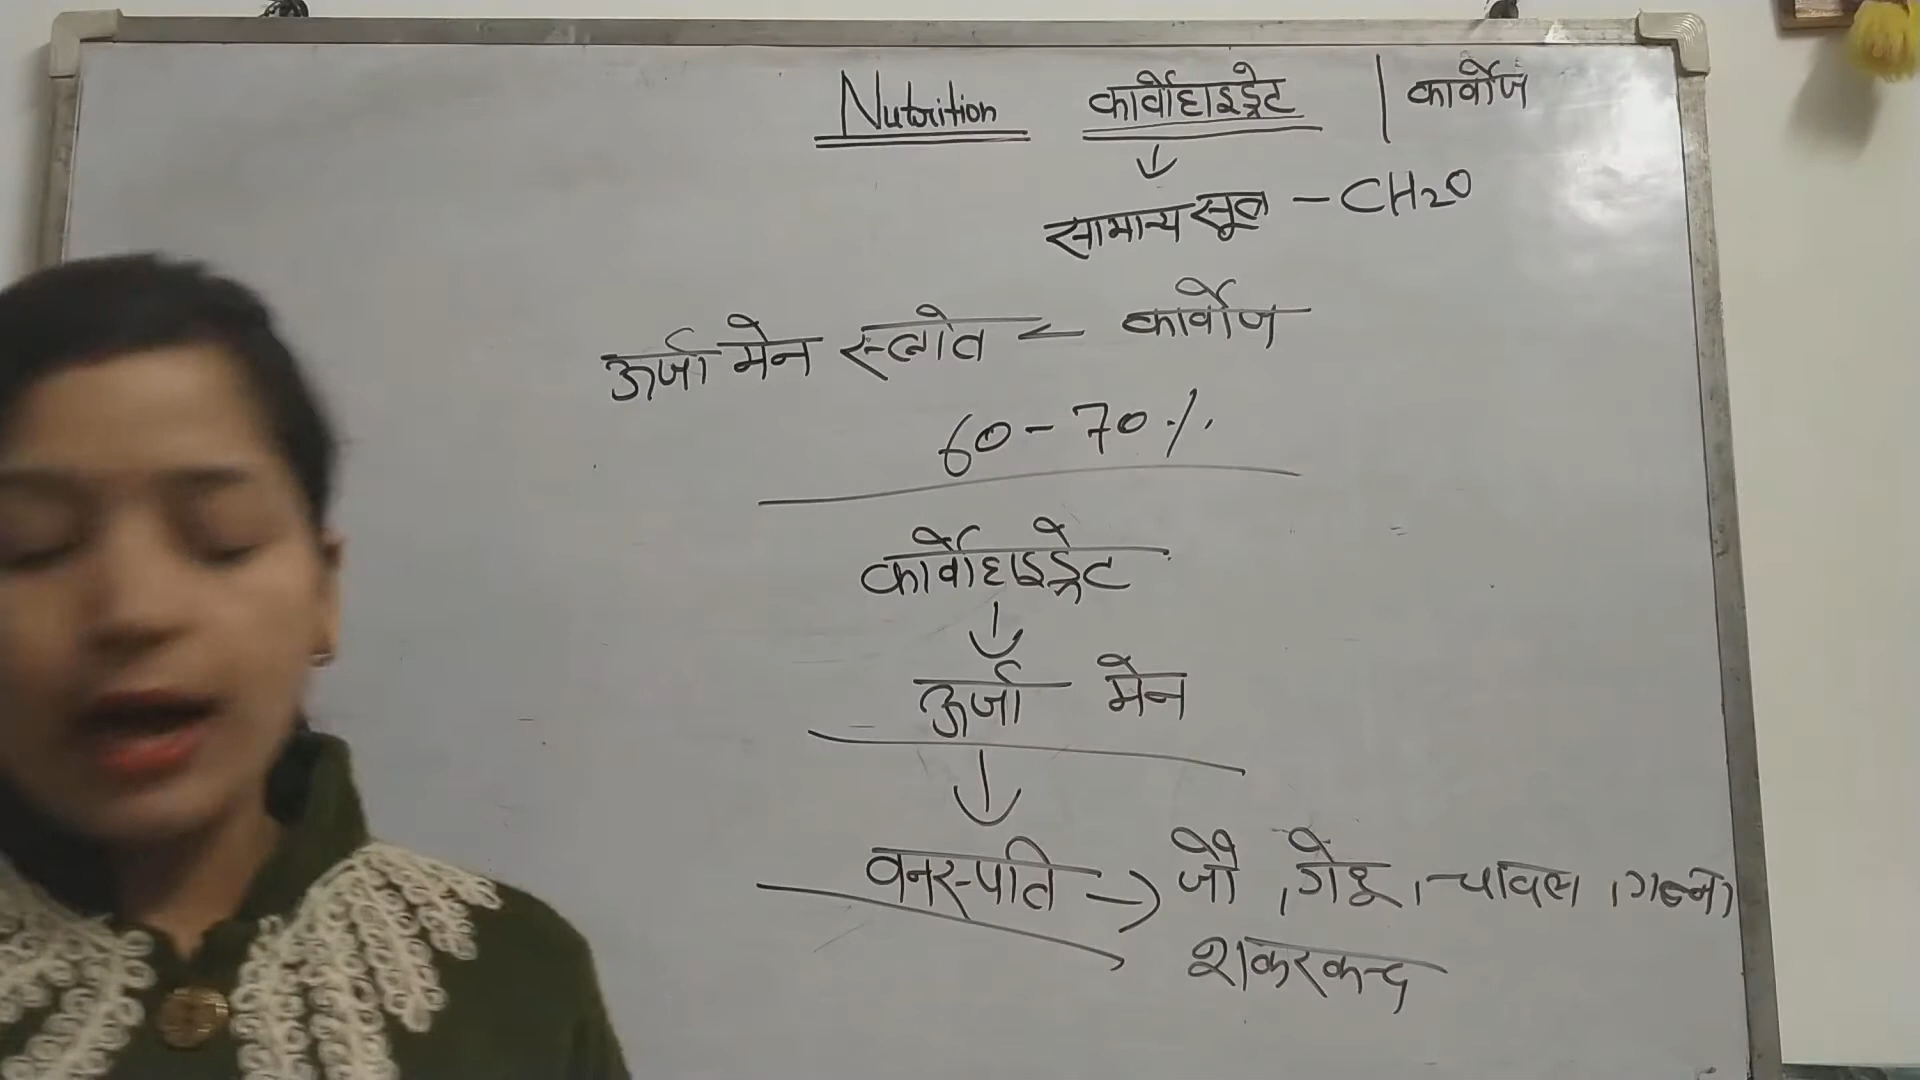 Nutrition कार्वोहाइड्रेट | कार्वोज
सामान्य सूत्र - CH2O
ऊर्जा मेन स्त्रोत ← कार्वोज
60-70%
कार्वोहाइड्रेट
↓
ऊर्जा मेन
↓
वनस्पति → जौ, गेहू, चावल, गन्ना
शकरकन्द